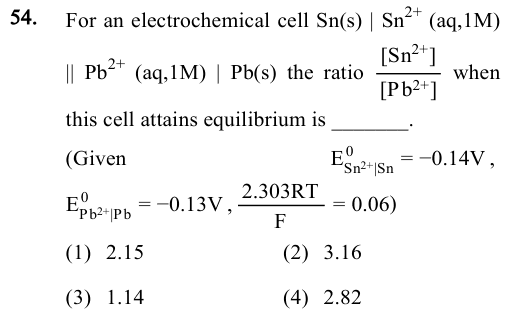 54. For an electrochemical cell Sn(s) | Sn²⁺ (aq,1M)
|| Pb²⁺ (aq,1M) | Pb(s) the ratio [Sn²⁺]/[Pb²⁺] when
this cell attains equilibrium is _______.
(Given E⁰Sn²⁺|Sn = −0.14V ,
E⁰Pb²⁺|Pb = −0.13V , 2.303RT/F = 0.06)
(1) 2.15 (2) 3.16
(3) 1.14 (4) 2.82